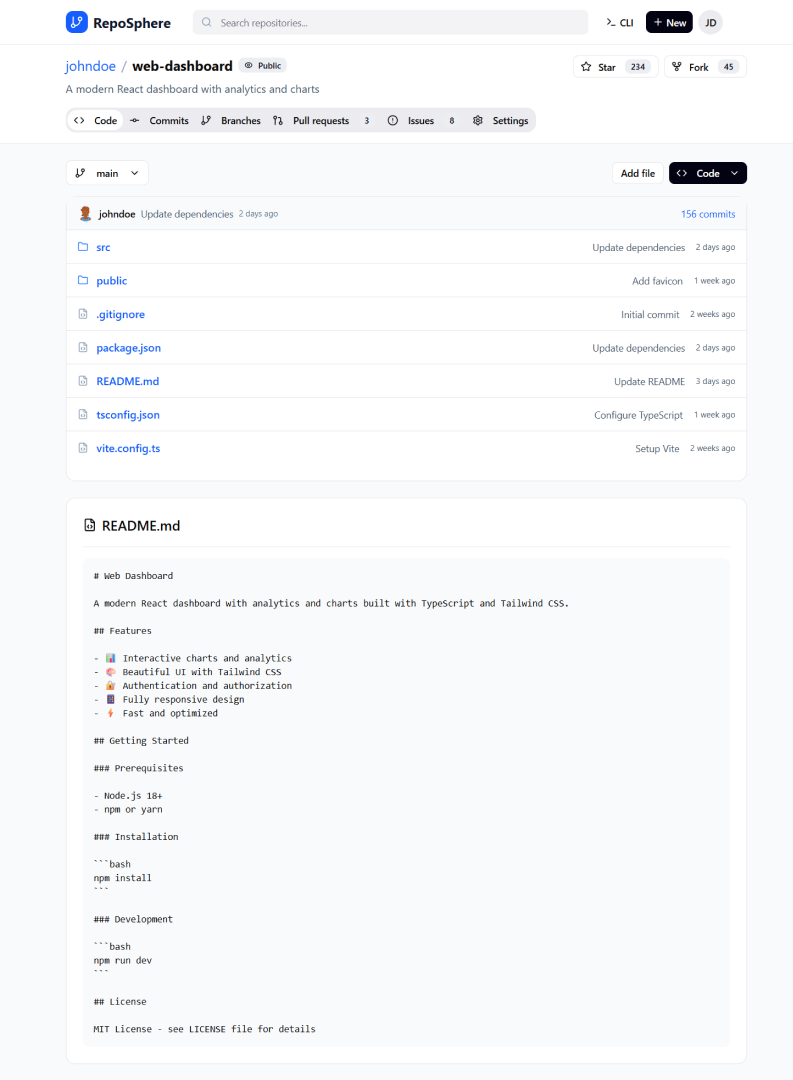 RepoSphere
Search repositories...
CLI
New
JD
johndoe / web-dashboard Public
Star 234
Fork 45
A modern React dashboard with analytics and charts
Code
Commits
Branches
Pull requests 3
Issues 8
Settings
main
Add file
Code
johndoe Update dependencies 2 days ago 156 commits
src Update dependencies 2 days ago
public Add favicon 1 week ago
.gitignore Initial commit 2 weeks ago
package.json Update dependencies 2 days ago
README.md Update README 3 days ago
tsconfig.json Configure TypeScript 1 week ago
vite.config.ts Setup Vite 2 weeks ago
README.md
# Web Dashboard
A modern React dashboard with analytics and charts built with TypeScript and Tailwind CSS.
## Features
- 📊 Interactive charts and analytics
- 🎨 Beautiful UI with Tailwind CSS
- 🔐 Authentication and authorization
- 📱 Fully responsive design
- ⚡ Fast and optimized
## Getting Started
### Prerequisites
- Node.js 18+
- npm or yarn
### Installation
```bash
npm install
```
### Development
```bash
npm run dev
```
## License
MIT License - see LICENSE file for details